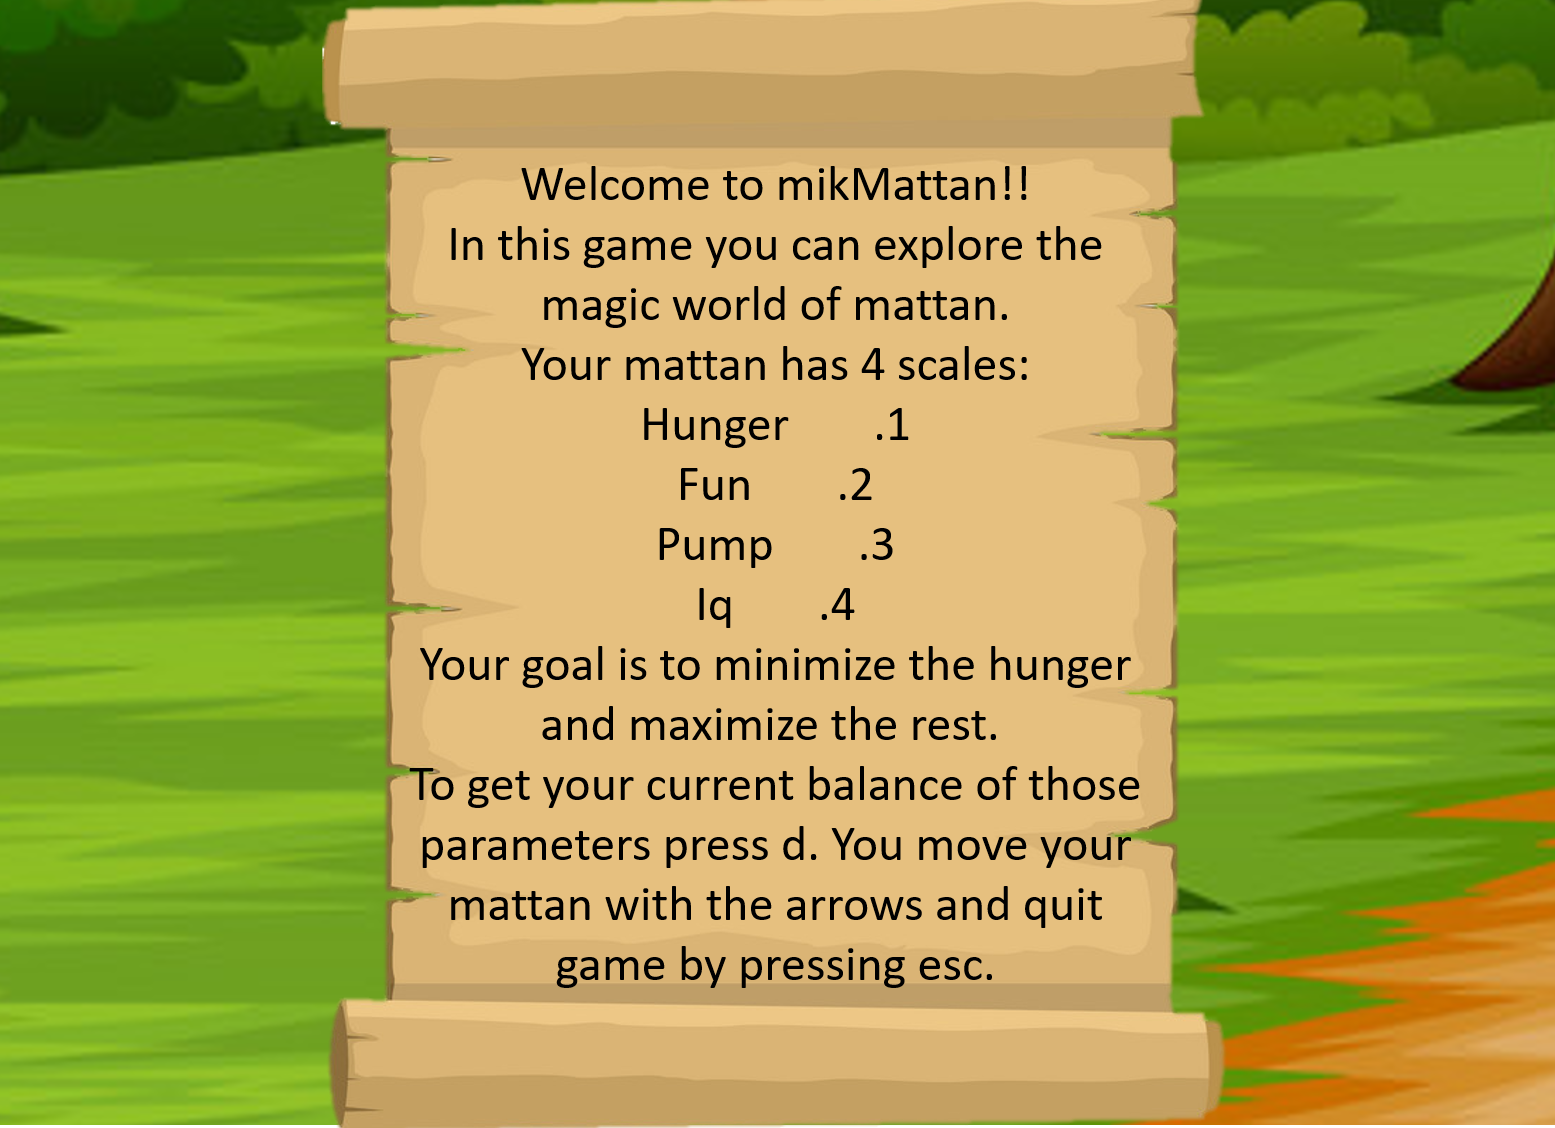 Welcome to mikMattan!!
In this game you can explore the
magic world of mattan.
Your mattan has 4 scales:
Hunger .1
Fun .2
Pump .3
Iq .4
Your goal is to minimize the hunger
and maximize the rest.
To get your current balance of those
parameters press d. You move your
mattan with the arrows and quit
game by pressing esc.